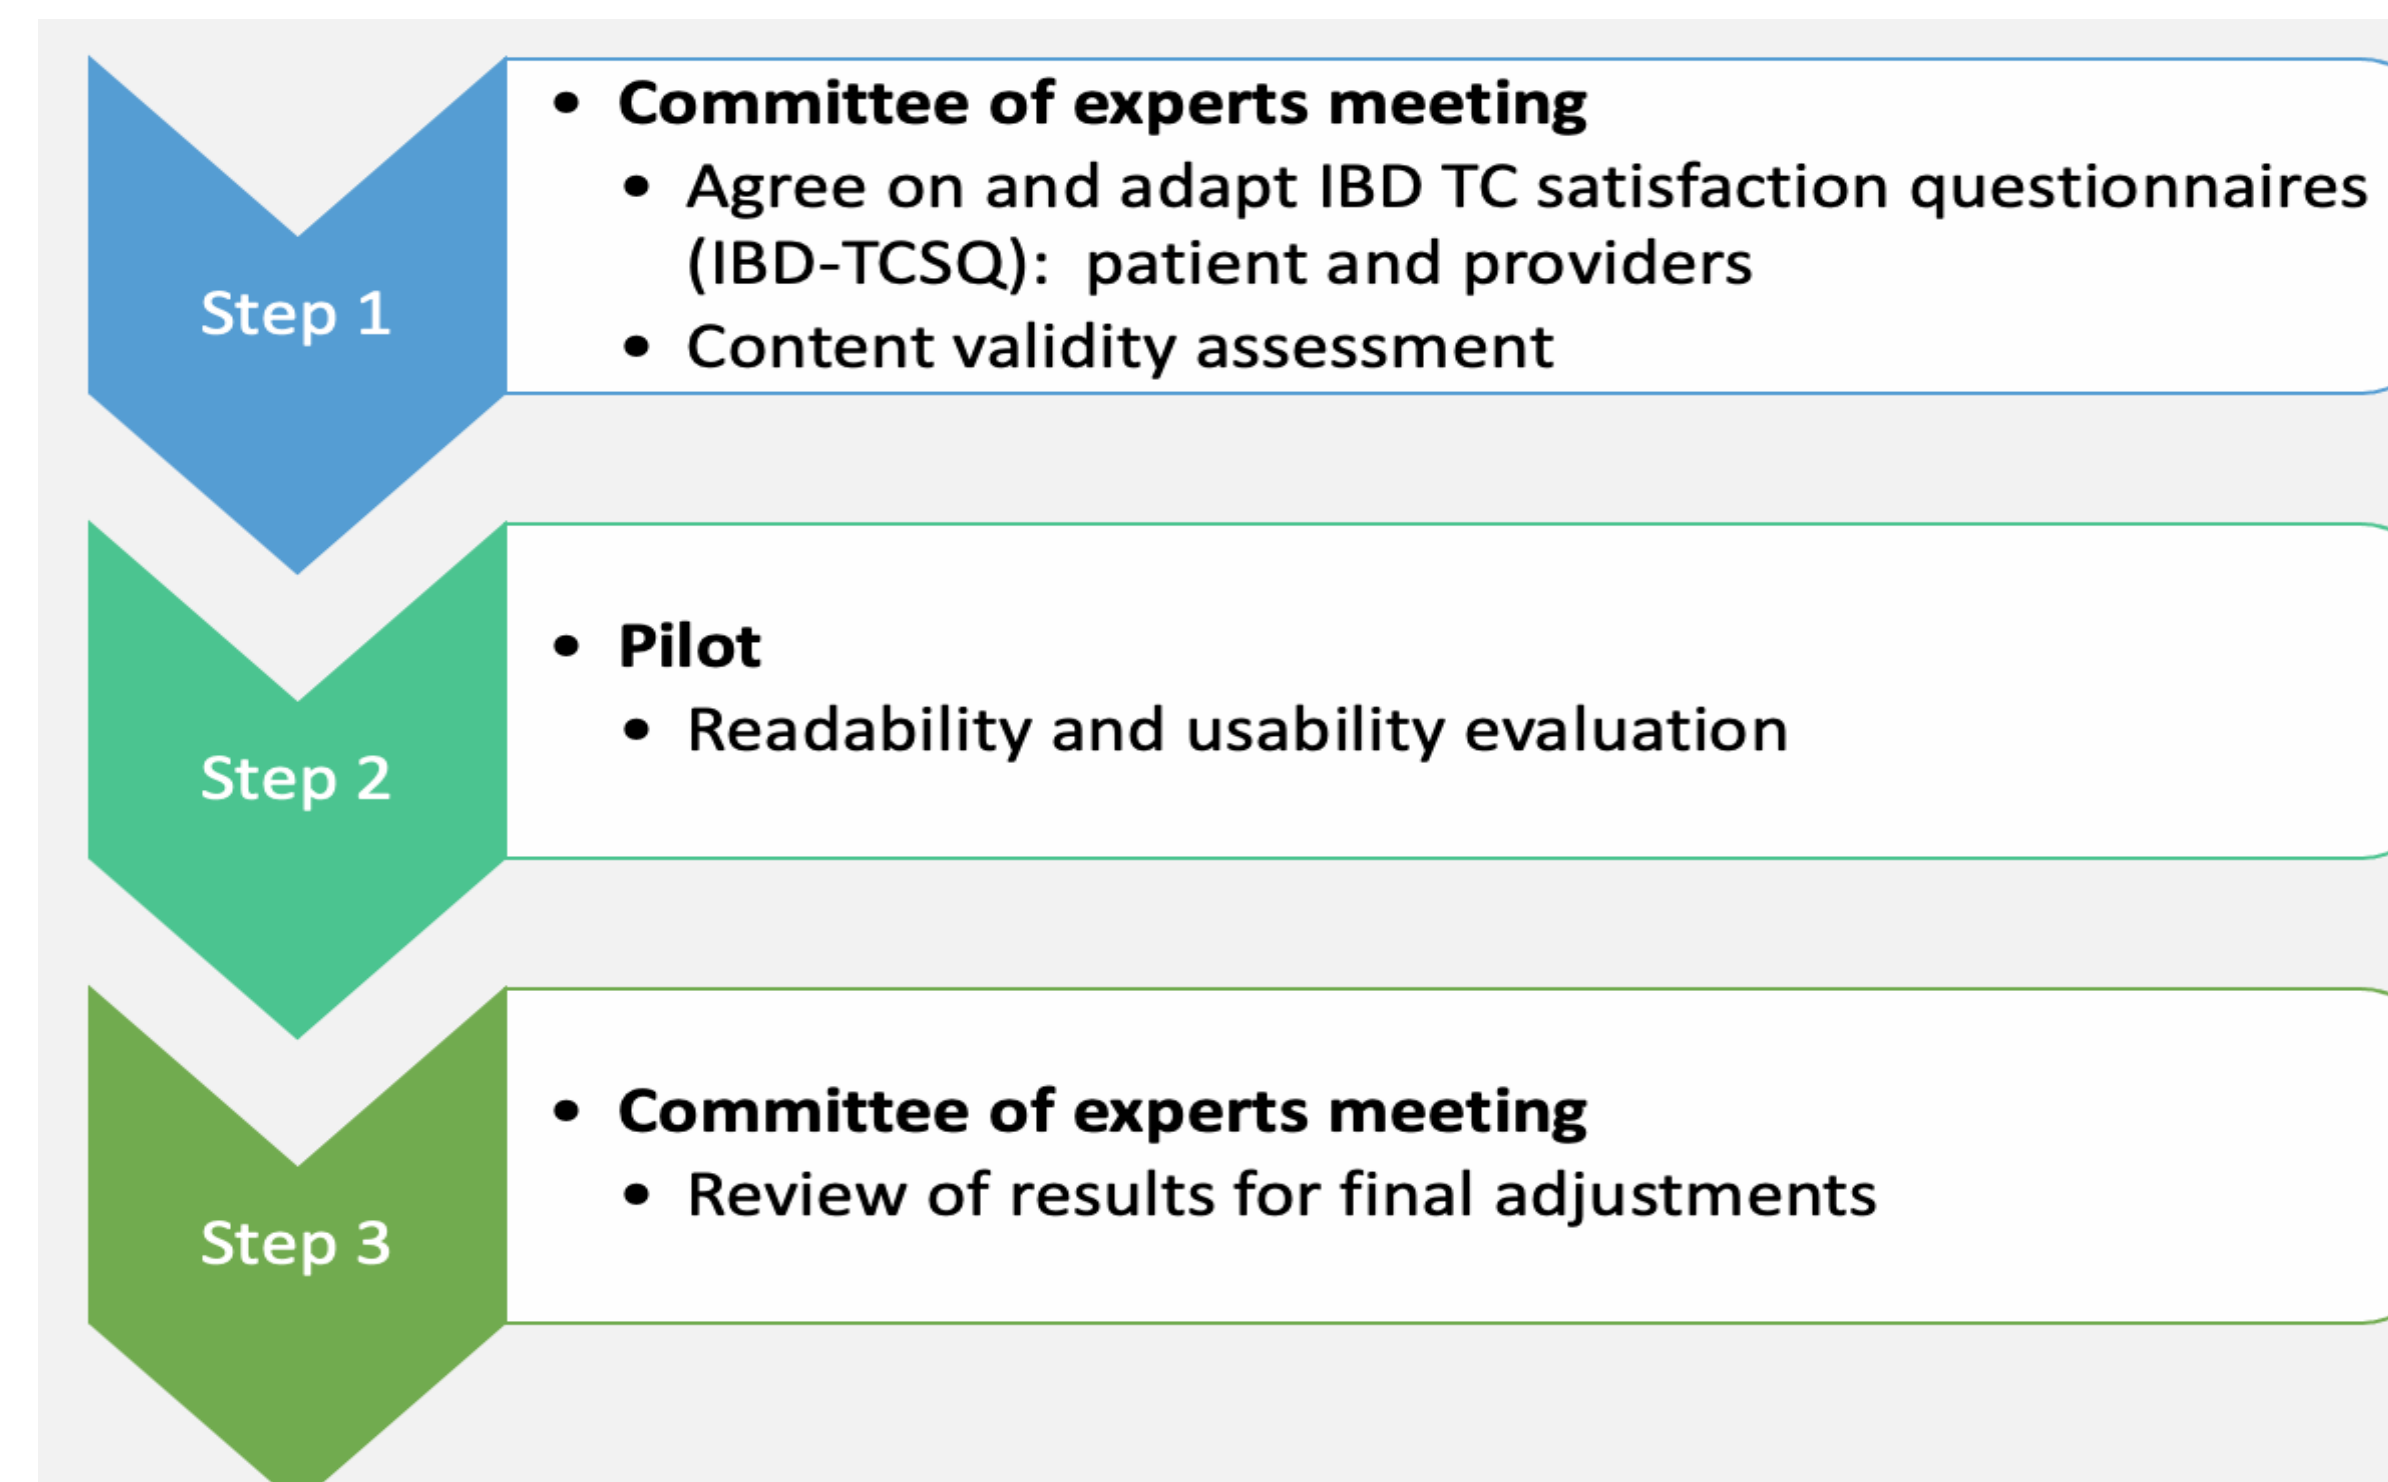 Step 1
• Committee of experts meeting
• Agree on and adapt IBD TC satisfaction questionnaires
(IBD-TCSQ):  patient and providers
• Content validity assessment
Step 2
• Pilot
• Readability and usability evaluation
Step 3
• Committee of experts meeting
• Review of results for final adjustments